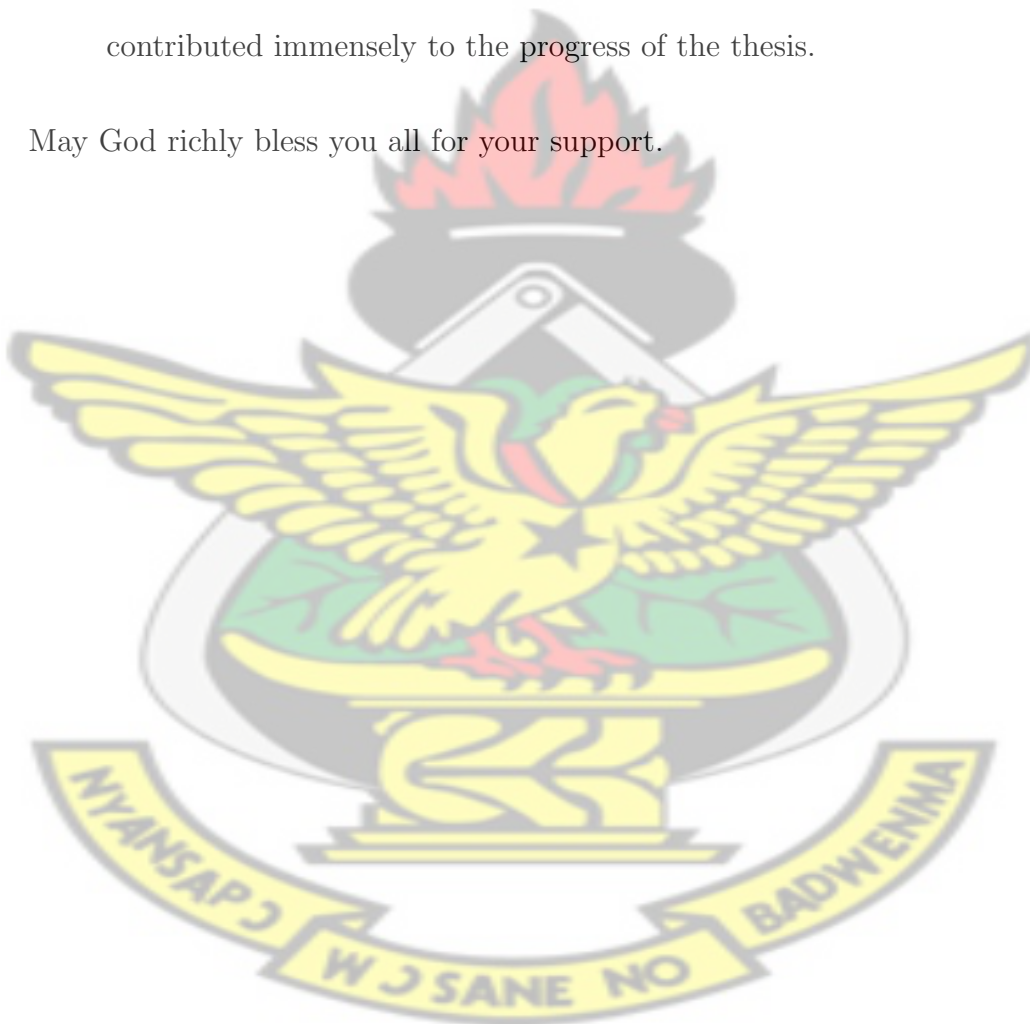 contributed immensely to the progress of the thesis.
May God richly bless you all for your support.
NYANSAPƆ
WƆ SANE NO
BADWENMA